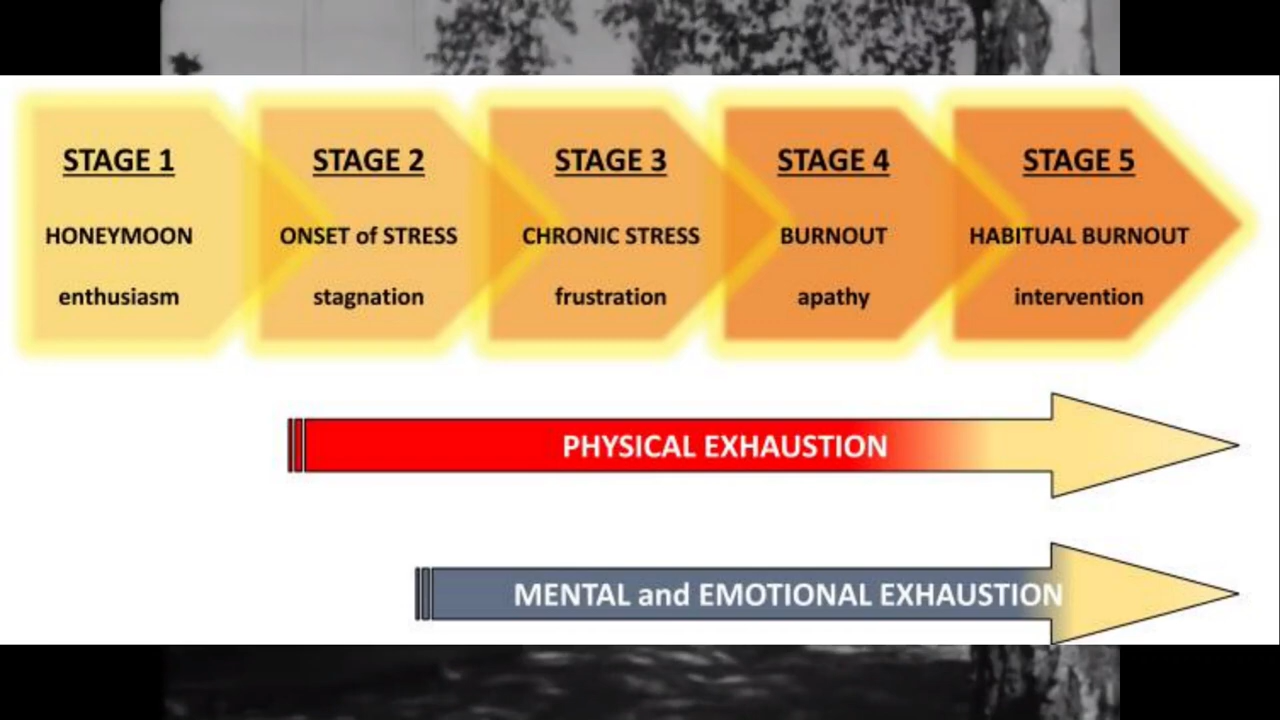 STAGE 1
HONEYMOON
enthusiasm
STAGE 2
ONSET of STRESS
stagnation
STAGE 3
CHRONIC STRESS
frustration
STAGE 4
BURNOUT
apathy
STAGE 5
HABITUAL BURNOUT
intervention
PHYSICAL EXHAUSTION
MENTAL and EMOTIONAL EXHAUSTION